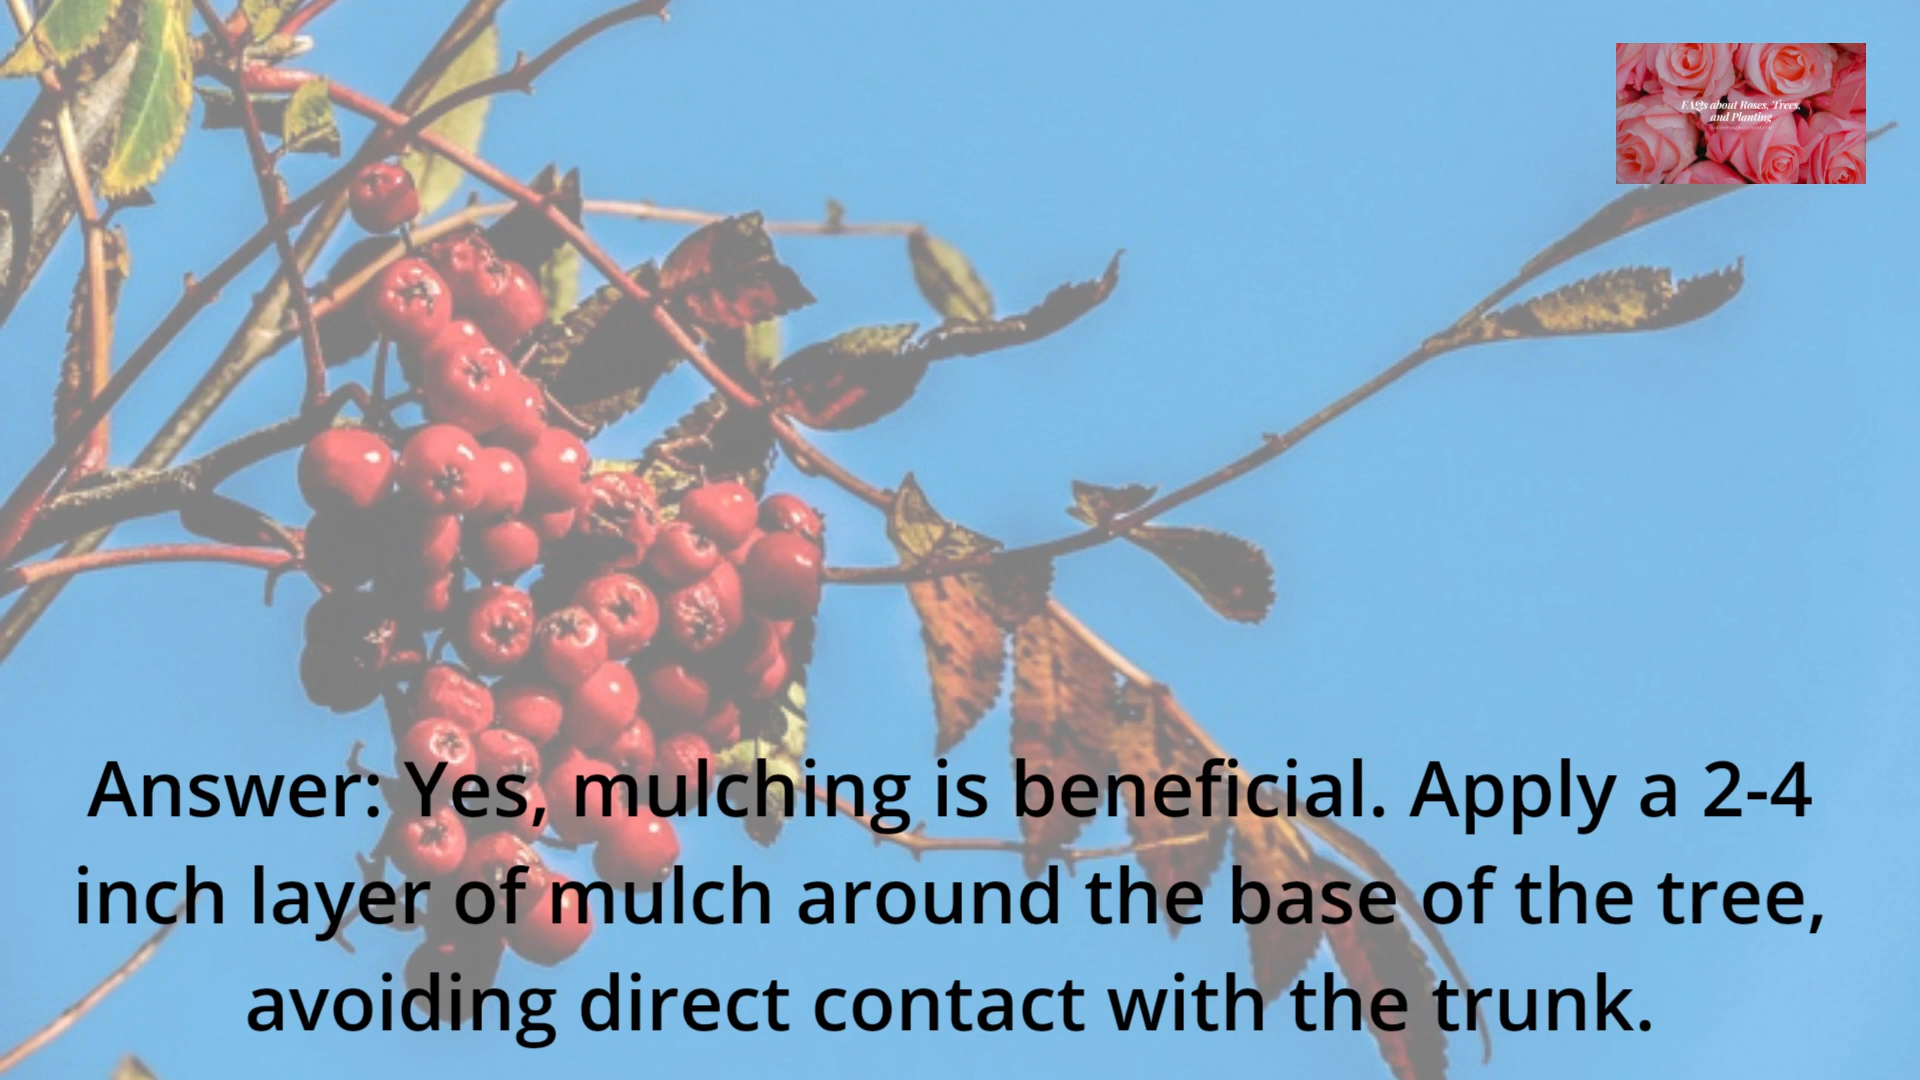 FAQs about Roses, Trees,
and Planting
Answer: Yes, mulching is beneficial. Apply a 2-4
inch layer of mulch around the base of the tree,
avoiding direct contact with the trunk.